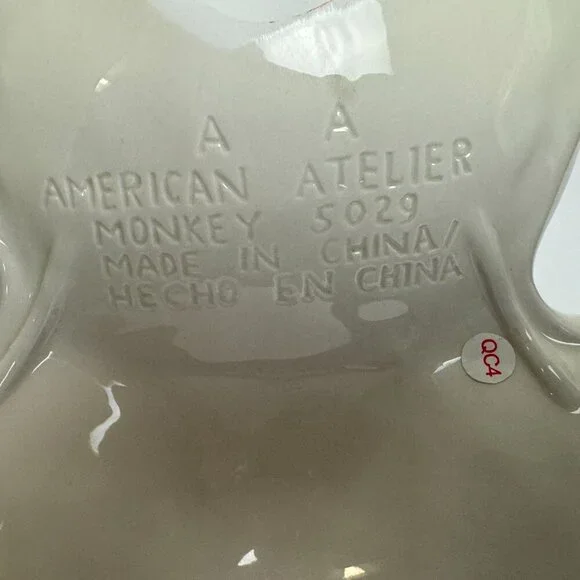 A A
AMERICAN ATELIER
MONKEY 5029
MADE IN CHINA/
HECHO EN CHINA
QC4